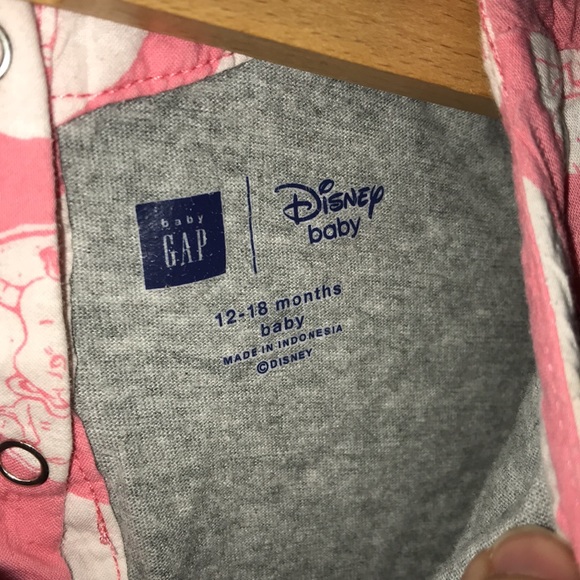 baby
GAP
Disney
baby
12-18 months
baby
MADE IN INDONESIA
©DISNEY